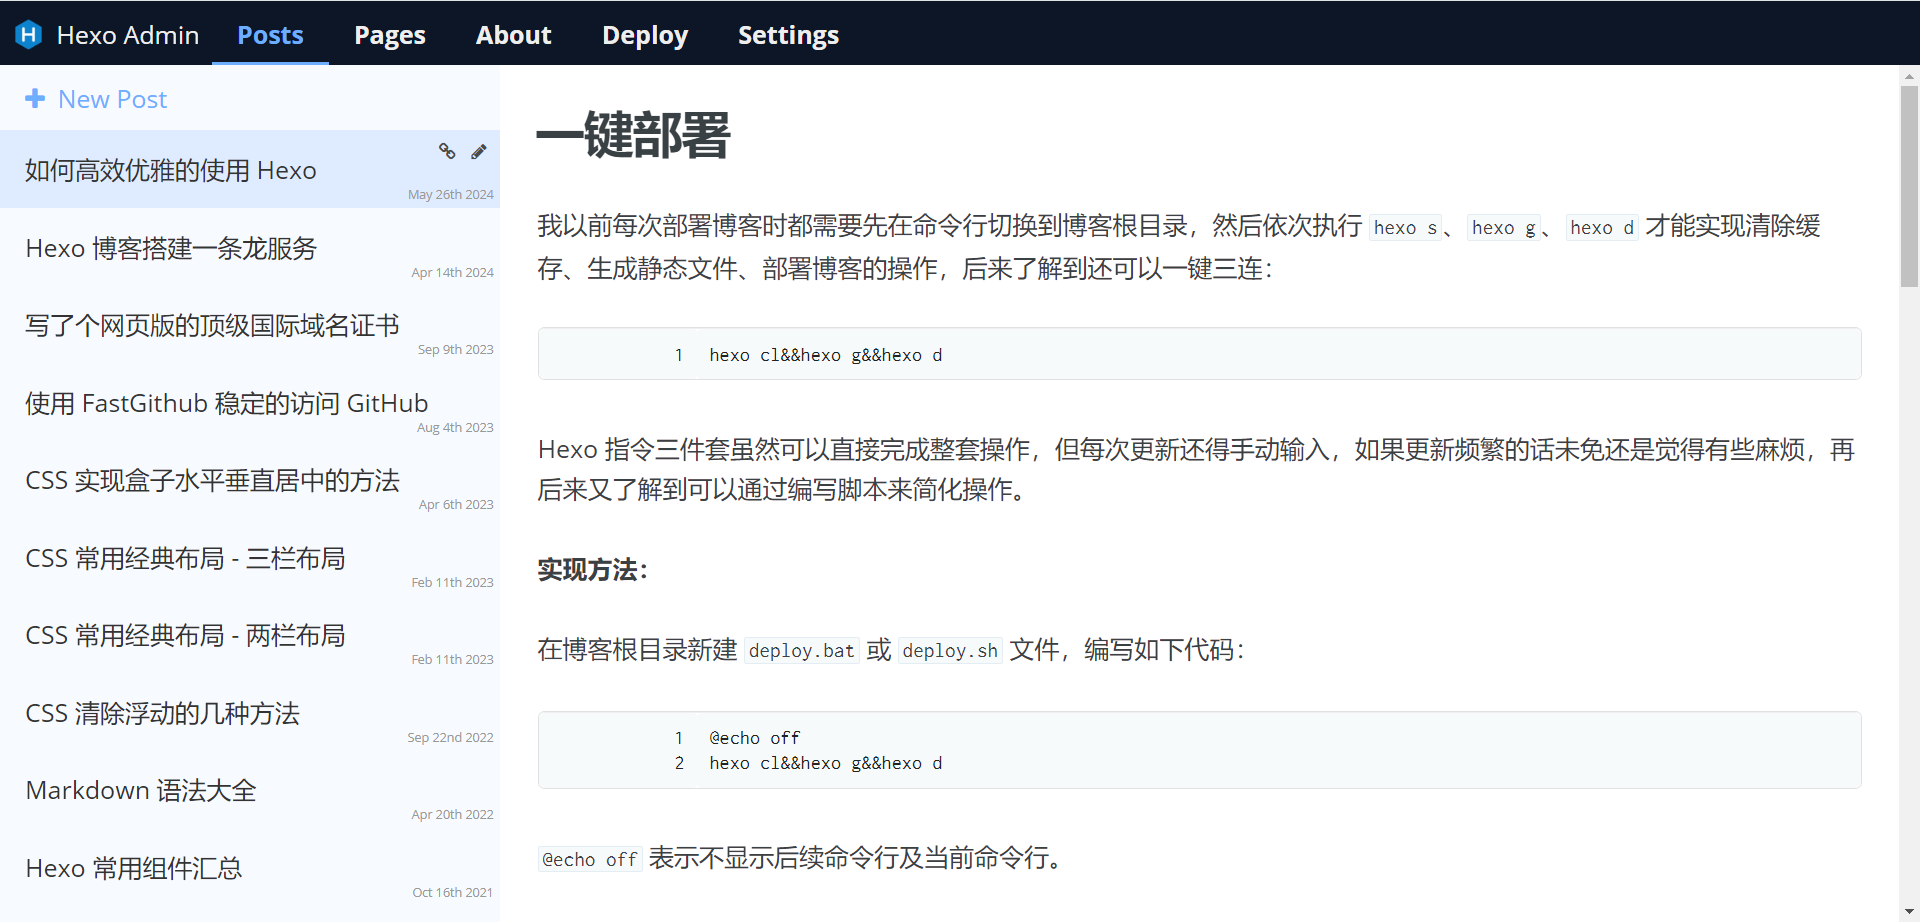 Hexo Admin Posts Pages About Deploy Settings
New Post
如何高效优雅的使用 Hexo
May 26th 2024
Hexo 博客搭建一条龙服务
Apr 14th 2024
写了个网页版的顶级国际域名证书
Sep 9th 2023
使用 FastGithub 稳定的访问 GitHub
Aug 4th 2023
CSS 实现盒子水平垂直居中的方法
Apr 6th 2023
CSS 常用经典布局 - 三栏布局
Feb 11th 2023
CSS 常用经典布局 - 两栏布局
Feb 11th 2023
CSS 清除浮动的几种方法
Sep 22nd 2022
Markdown 语法大全
Apr 20th 2022
Hexo 常用组件汇总
Oct 16th 2021
一键部署
我以前每次部署博客时都需要先在命令行切换到博客根目录，然后依次执行 hexo s、hexo g、hexo d 才能实现清除缓
存、生成静态文件、部署博客的操作，后来了解到还可以一键三连：
1 hexo cl&&hexo g&&hexo d
Hexo 指令三件套虽然可以直接完成整套操作，但每次更新还得手动输入，如果更新频繁的话未免还是觉得有些麻烦，再
后来又了解到可以通过编写脚本来简化操作。
实现方法：
在博客根目录新建 deploy.bat 或 deploy.sh 文件，编写如下代码：
1 @echo off
2 hexo cl&&hexo g&&hexo d
@echo off 表示不显示后续命令行及当前命令行。